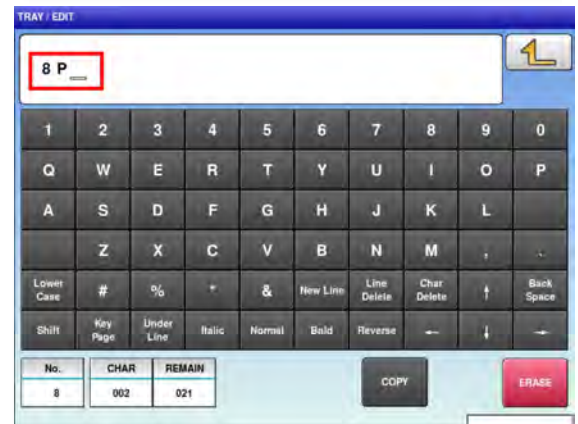 TRAY / EDIT
8 P_
1 2 3 4 5 6 7 8 9 0
Q W E R T Y U I O P
A S D F G H J K L
Z X C V B N M , .
Lower Case # % * & New Line Line Delete Char Delete ↑ Back Space
Shift Key Page Under Line Italic Normal Bold Reverse ← ↓ →
No. CHAR REMAIN
8 002 021
COPY
ERASE